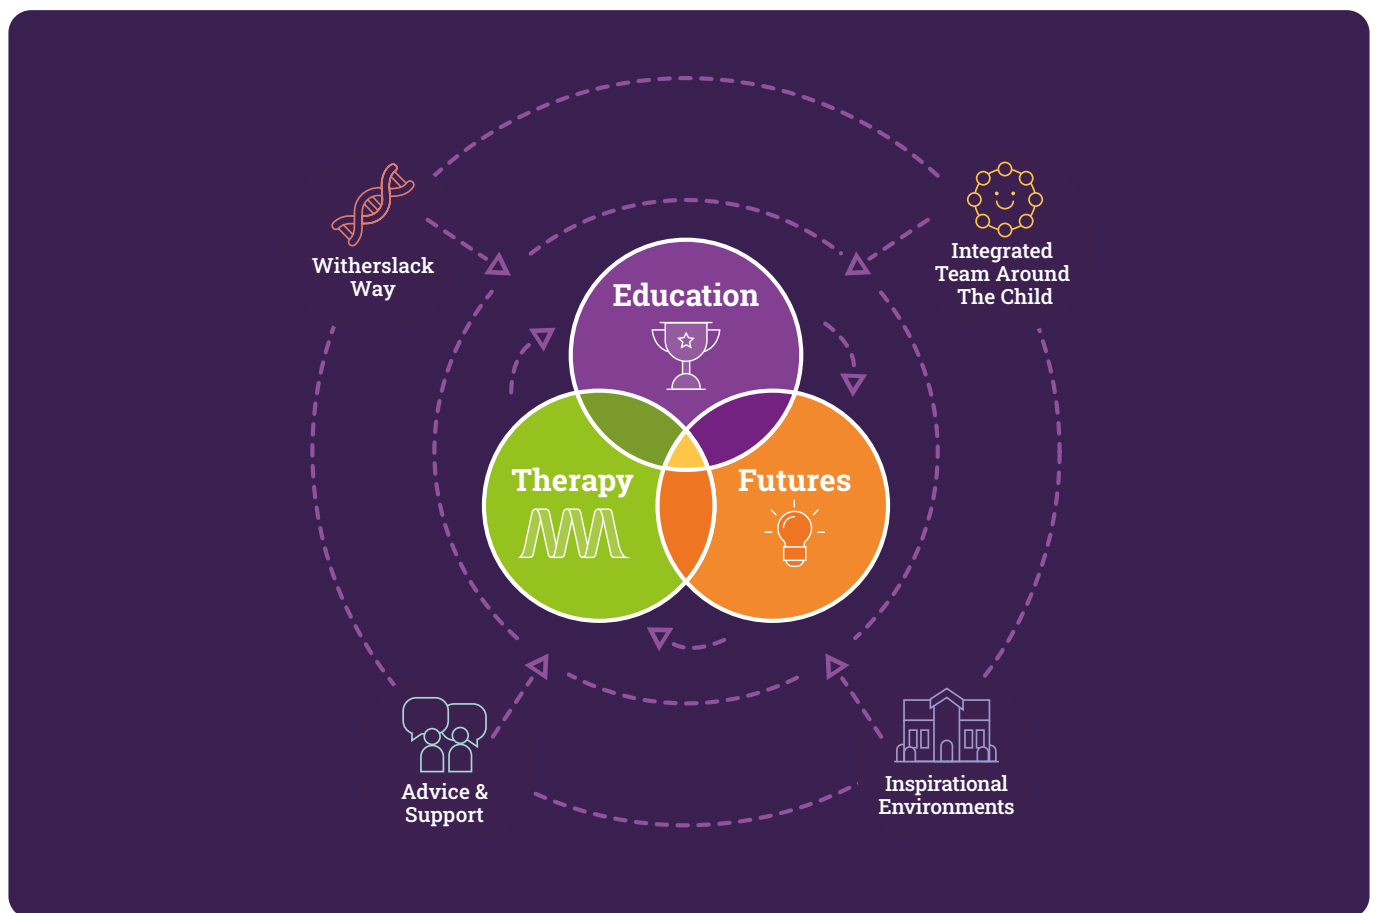 Witherslack
Way
Integrated
Team Around
The Child
Education
Therapy
Futures
Advice &
Support
Inspirational
Environments